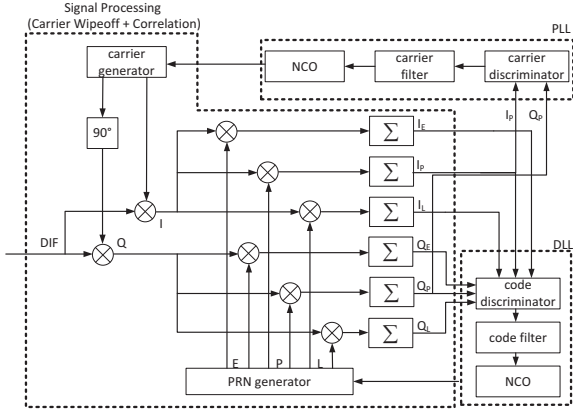 Signal Processing
(Carrier Wipeoff + Correlation)
PLL
carrier
generator
NCO
carrier
filter
carrier
discriminator
90°
I_P
Q_P
∑
I_E
∑
I_P
∑
I_L
I
DIF
Q
∑
Q_E
DLL
∑
Q_P
code
discriminator
∑
Q_L
code filter
E
P
L
PRN generator
NCO